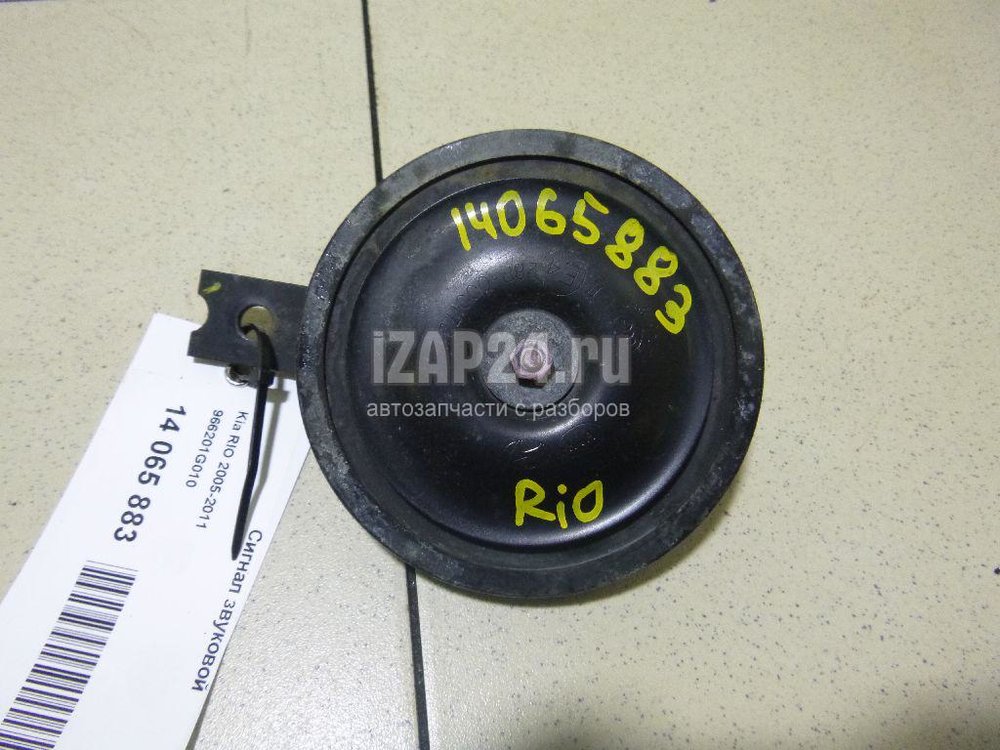 14065883
iZAP24.ru
автозапчасти с разборов
RiO
Сигнал звуковой
Kia RIO 2005-2011
966201G010
14 065 883